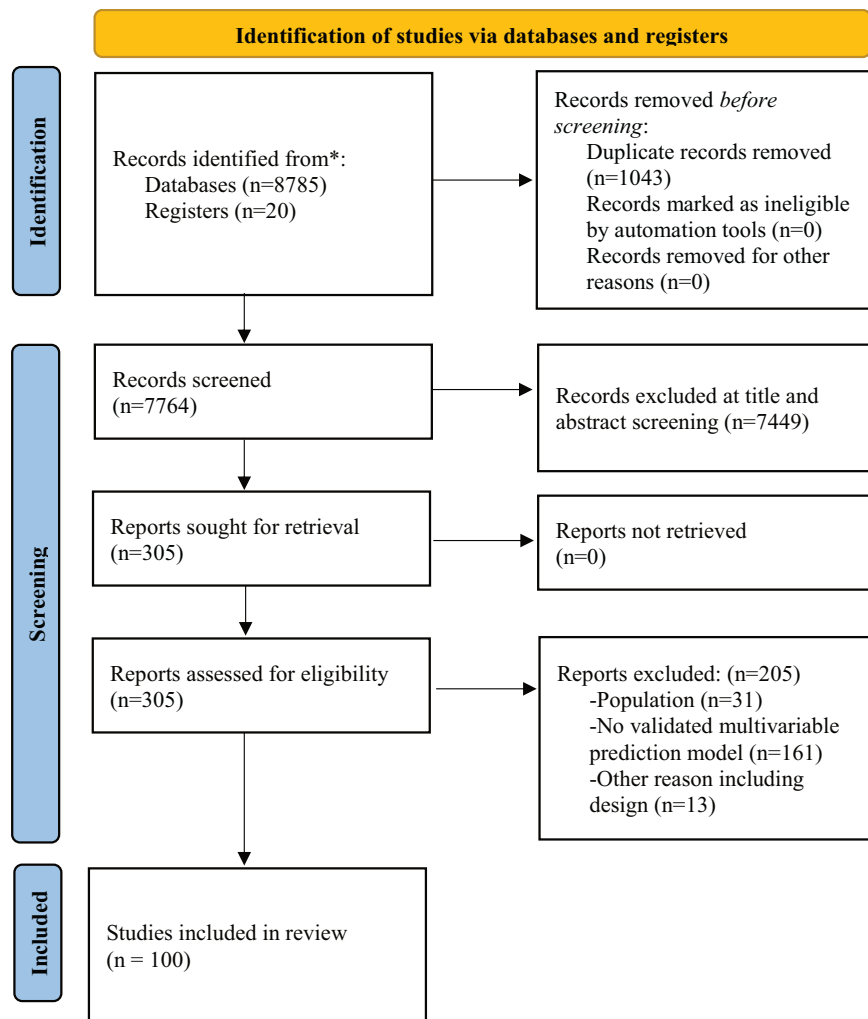 Identification of studies via databases and registers
Identification
Records identified from*:
Databases (n=8785)
Registers (n=20)
Records removed before
screening:
Duplicate records removed
(n=1043)
Records marked as ineligible
by automation tools (n=0)
Records removed for other
reasons (n=0)
Screening
Records screened
(n=7764)
Records excluded at title and
abstract screening (n=7449)
Reports sought for retrieval
(n=305)
Reports not retrieved
(n=0)
Reports assessed for eligibility
(n=305)
Reports excluded: (n=205)
-Population (n=31)
-No validated multivariable
prediction model (n=161)
-Other reason including
design (n=13)
Included
Studies included in review
(n = 100)